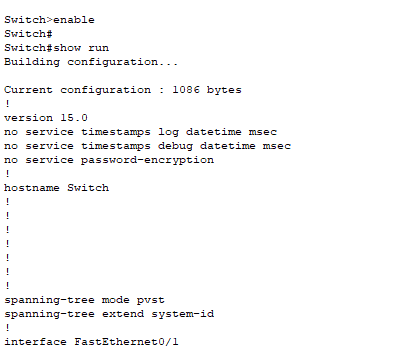 Switch>enable
Switch#
Switch#show run
Building configuration...
Current configuration : 1086 bytes
!
version 15.0
no service timestamps log datetime msec
no service timestamps debug datetime msec
no service password-encryption
!
hostname Switch
!
!
!
!
!
!
!
spanning-tree mode pvst
spanning-tree extend system-id
!
interface FastEthernet0/1